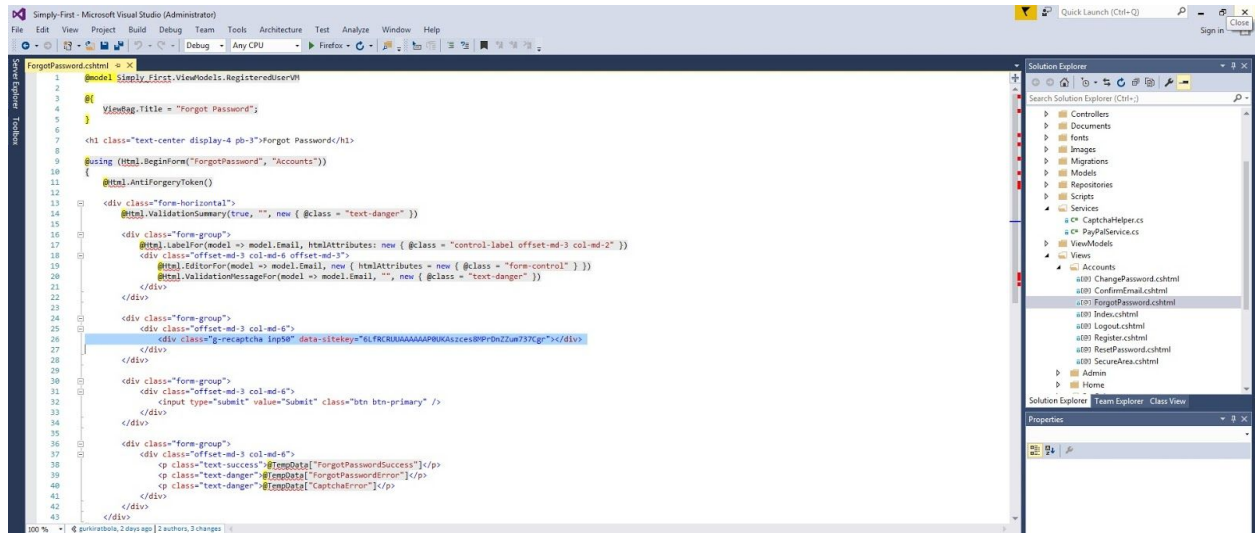 Simply-First - Microsoft Visual Studio (Administrator)
Quick Launch (Ctrl+Q)
Close
File Edit View Project Build Debug Team Tools Architecture Test Analyze Window Help
Sign in
Debug Any CPU Firefox
Server Explorer
Toolbox
ForgotPassword.cshtml
1 @model Simply_First.ViewModels.RegisteredUserVM
2
3 @{
4 ViewBag.Title = "Forgot Password";
5 }
6
7 <h1 class="text-center display-4 pb-3">Forgot Password</h1>
8
9 @using (Html.BeginForm("ForgotPassword", "Accounts"))
10 {
11 @Html.AntiForgeryToken()
12
13 <div class="form-horizontal">
14 @Html.ValidationSummary(true, "", new { @class = "text-danger" })
15
16 <div class="form-group">
17 @Html.LabelFor(model => model.Email, htmlAttributes: new { @class = "control-label offset-md-3 col-md-2" })
18 <div class="col-md-6 offset-md-3">
19 @Html.EditorFor(model => model.Email, new { htmlAttributes = new { @class = "form-control" } })
20 @Html.ValidationMessageFor(model => model.Email, "", new { @class = "text-danger" })
21 </div>
22 </div>
23
24 <div class="form-group">
25 <div class="offset-md-3 col-md-6">
26 <div class="g-recaptcha inp50" data-sitekey=></div>
27 </div>
28 </div>
29
30 <div class="form-group">
31 <div class="offset-md-3 col-md-6">
32 <input type="submit" value="Submit" class="btn btn-primary" />
33 </div>
34 </div>
35
36 <div class="form-group">
37 <div class="offset-md-3 col-md-6">
38 <p class="text-success">@TempData["ForgotPasswordSuccess"]</p>
39 <p class="text-danger">@TempData["ForgotPasswordError"]</p>
40 <p class="text-danger">@TempData["CaptchaError"]</p>
41 </div>
42 </div>
43 </div>
100 % gurkiratbola, 2 days ago | 2 authors, 3 changes
Solution Explorer
Search Solution Explorer (Ctrl+;)
Controllers
Documents
fonts
Images
Migrations
Models
Repositories
Scripts
Services
C# CaptchaHelper.cs
C# PayPalService.cs
ViewModels
Views
Accounts
ChangePassword.cshtml
ConfirmEmail.cshtml
ForgotPassword.cshtml
Index.cshtml
Logout.cshtml
Register.cshtml
ResetPassword.cshtml
SecureArea.cshtml
Admin
Home
Solution Explorer Team Explorer Class View
Properties